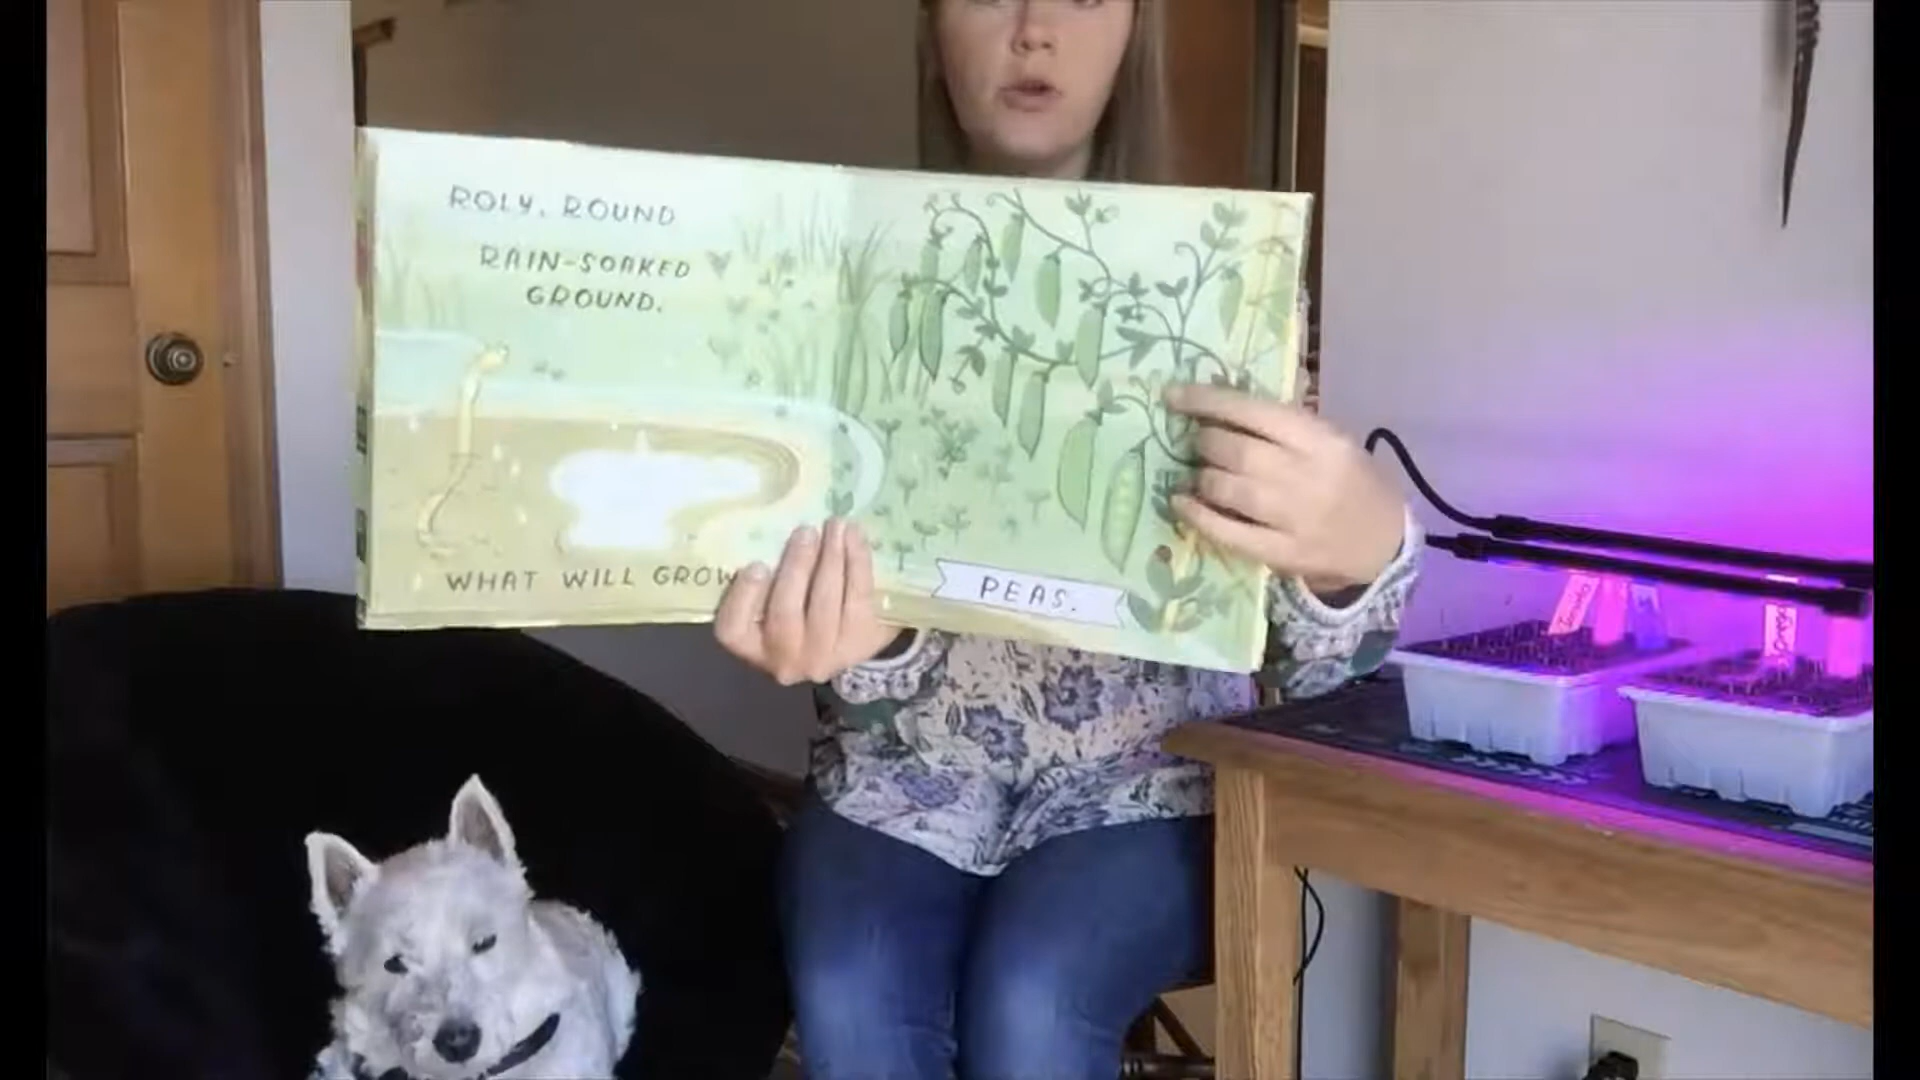 ROLY, ROUND
RAIN-SOAKED
GROUND.
WHAT WILL GROW
PEAS.